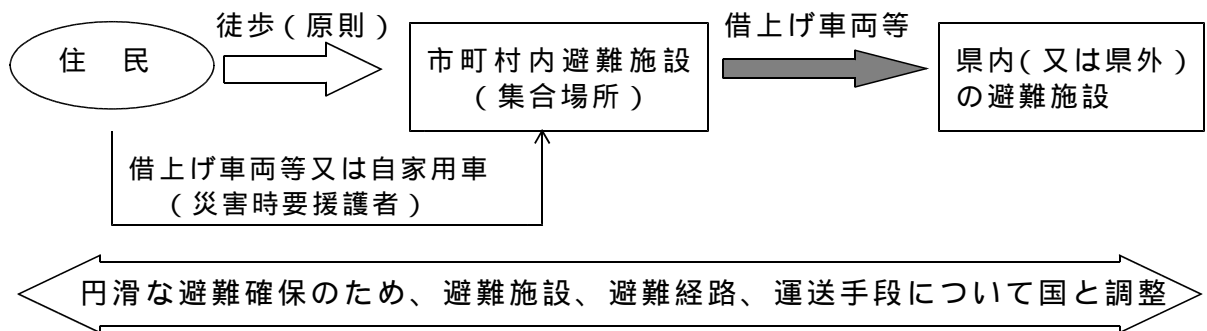 徒歩（原則）
借上げ車両等
住　民
市町村内避難施設
（集合場所）
県内（又は県外）
の避難施設
借上げ車両等又は自家用車
（災害時要援護者）
円滑な避難確保のため、避難施設、避難経路、運送手段について国と調整